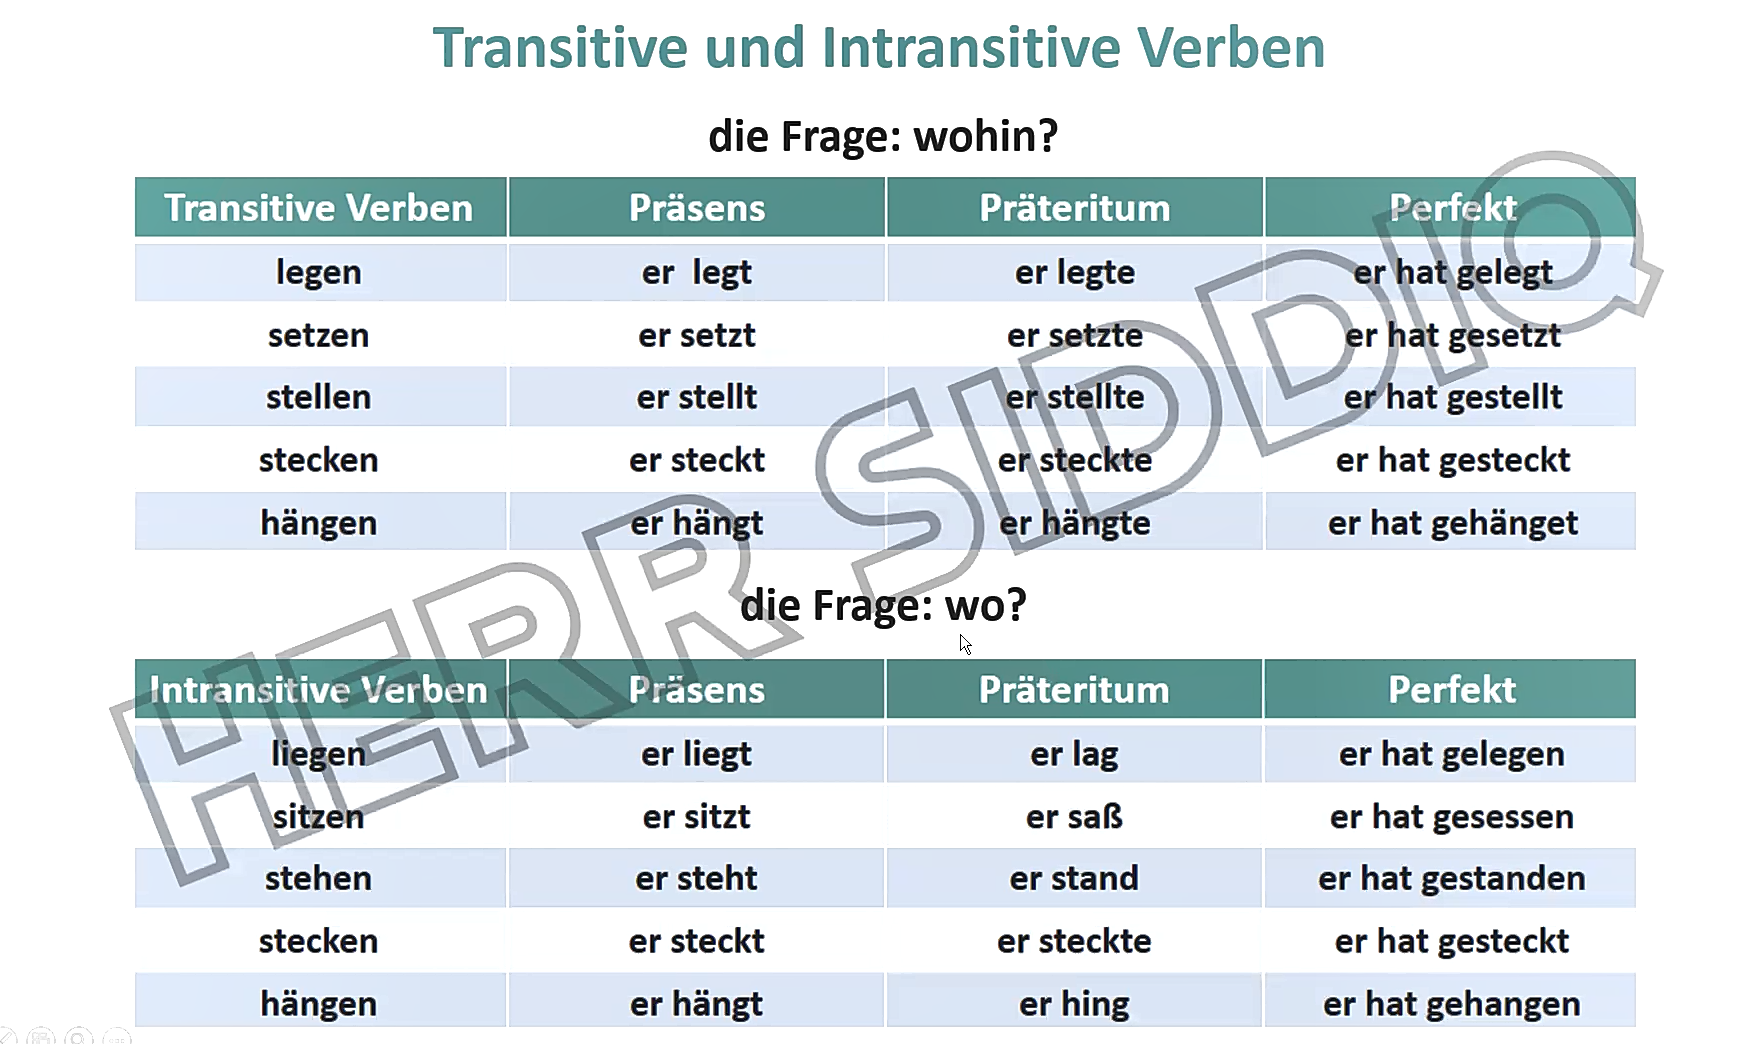 Transitive und Intransitive Verben
die Frage: wohin?
Transitive Verben Präsens Präteritum Perfekt
legen er legt er legte er hat gelegt
setzen er setzt er setzte er hat gesetzt
stellen er stellt er stellte er hat gestellt
stecken er steckt er steckte er hat gesteckt
hängen er hängt er hängte er hat gehänget
die Frage: wo?
Intransitive Verben Präsens Präteritum Perfekt
liegen er liegt er lag er hat gelegen
sitzen er sitzt er saß er hat gesessen
stehen er steht er stand er hat gestanden
stecken er steckt er steckte er hat gesteckt
hängen er hängt er hing er hat gehangen
HERR SIDDIQ